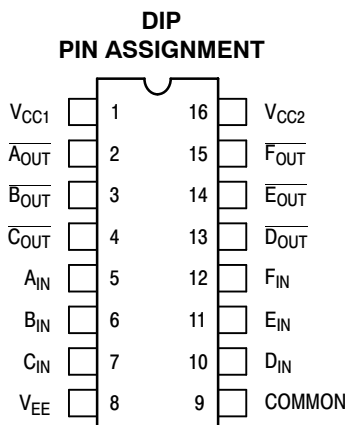 DIP
PIN ASSIGNMENT
VCC1 1 16 VCC2
AOUT 2 15 FOUT
BOUT 3 14 EOUT
COUT 4 13 DOUT
AIN 5 12 FIN
BIN 6 11 EIN
CIN 7 10 DIN
VEE 8 9 COMMON